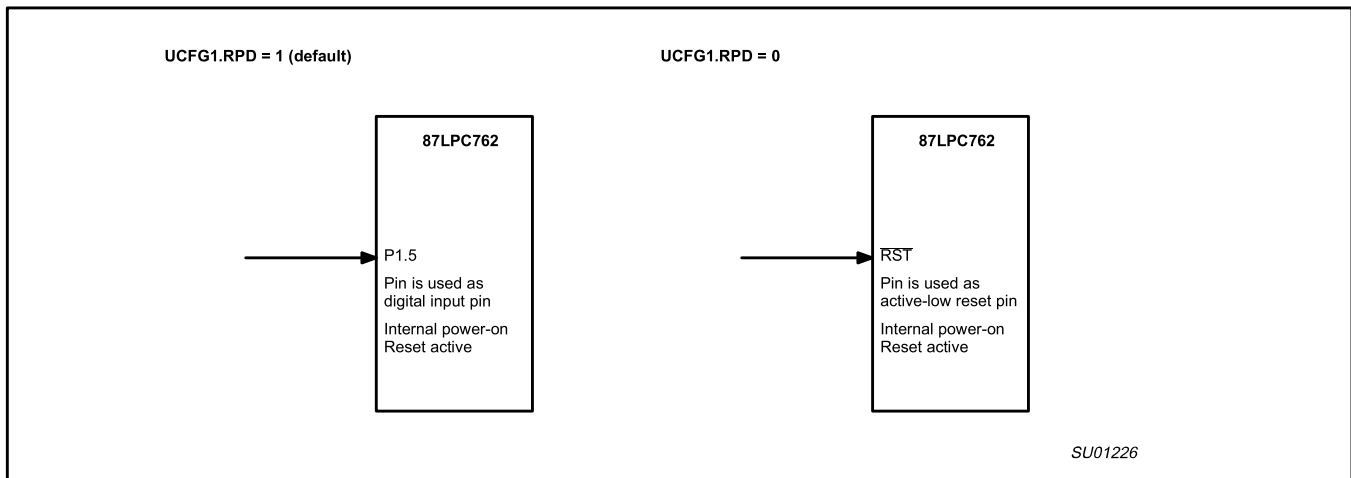 UCFG1.RPD = 1 (default)
UCFG1.RPD = 0
87LPC762
P1.5
Pin is used as
digital input pin
Internal power-on
Reset active
87LPC762
R̅S̅T̅
Pin is used as
active-low reset pin
Internal power-on
Reset active
SU01226